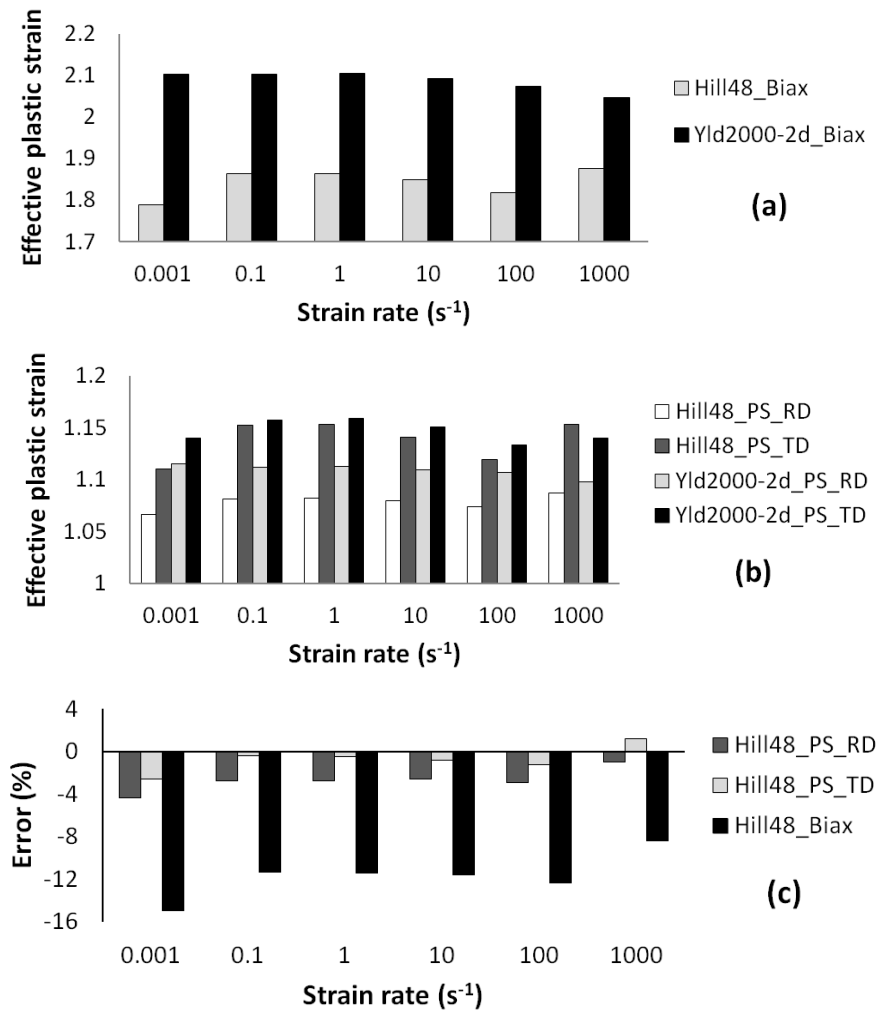 2.2
2.1
2
1.9
1.8
1.7
Effective plastic strain
0.001 0.1 1 10 100 1000
Strain rate (s-1)
Hill48_Biax
Yld2000-2d_Biax
(a)
1.2
1.15
1.1
1.05
1
Effective plastic strain
0.001 0.1 1 10 100 1000
Strain rate (s-1)
Hill48_PS_RD
Hill48_PS_TD
Yld2000-2d_PS_RD
Yld2000-2d_PS_TD
(b)
4
0
-4
-8
-12
-16
Error (%)
0.001 0.1 1 10 100 1000
Strain rate (s-1)
Hill48_PS_RD
Hill48_PS_TD
Hill48_Biax
(c)